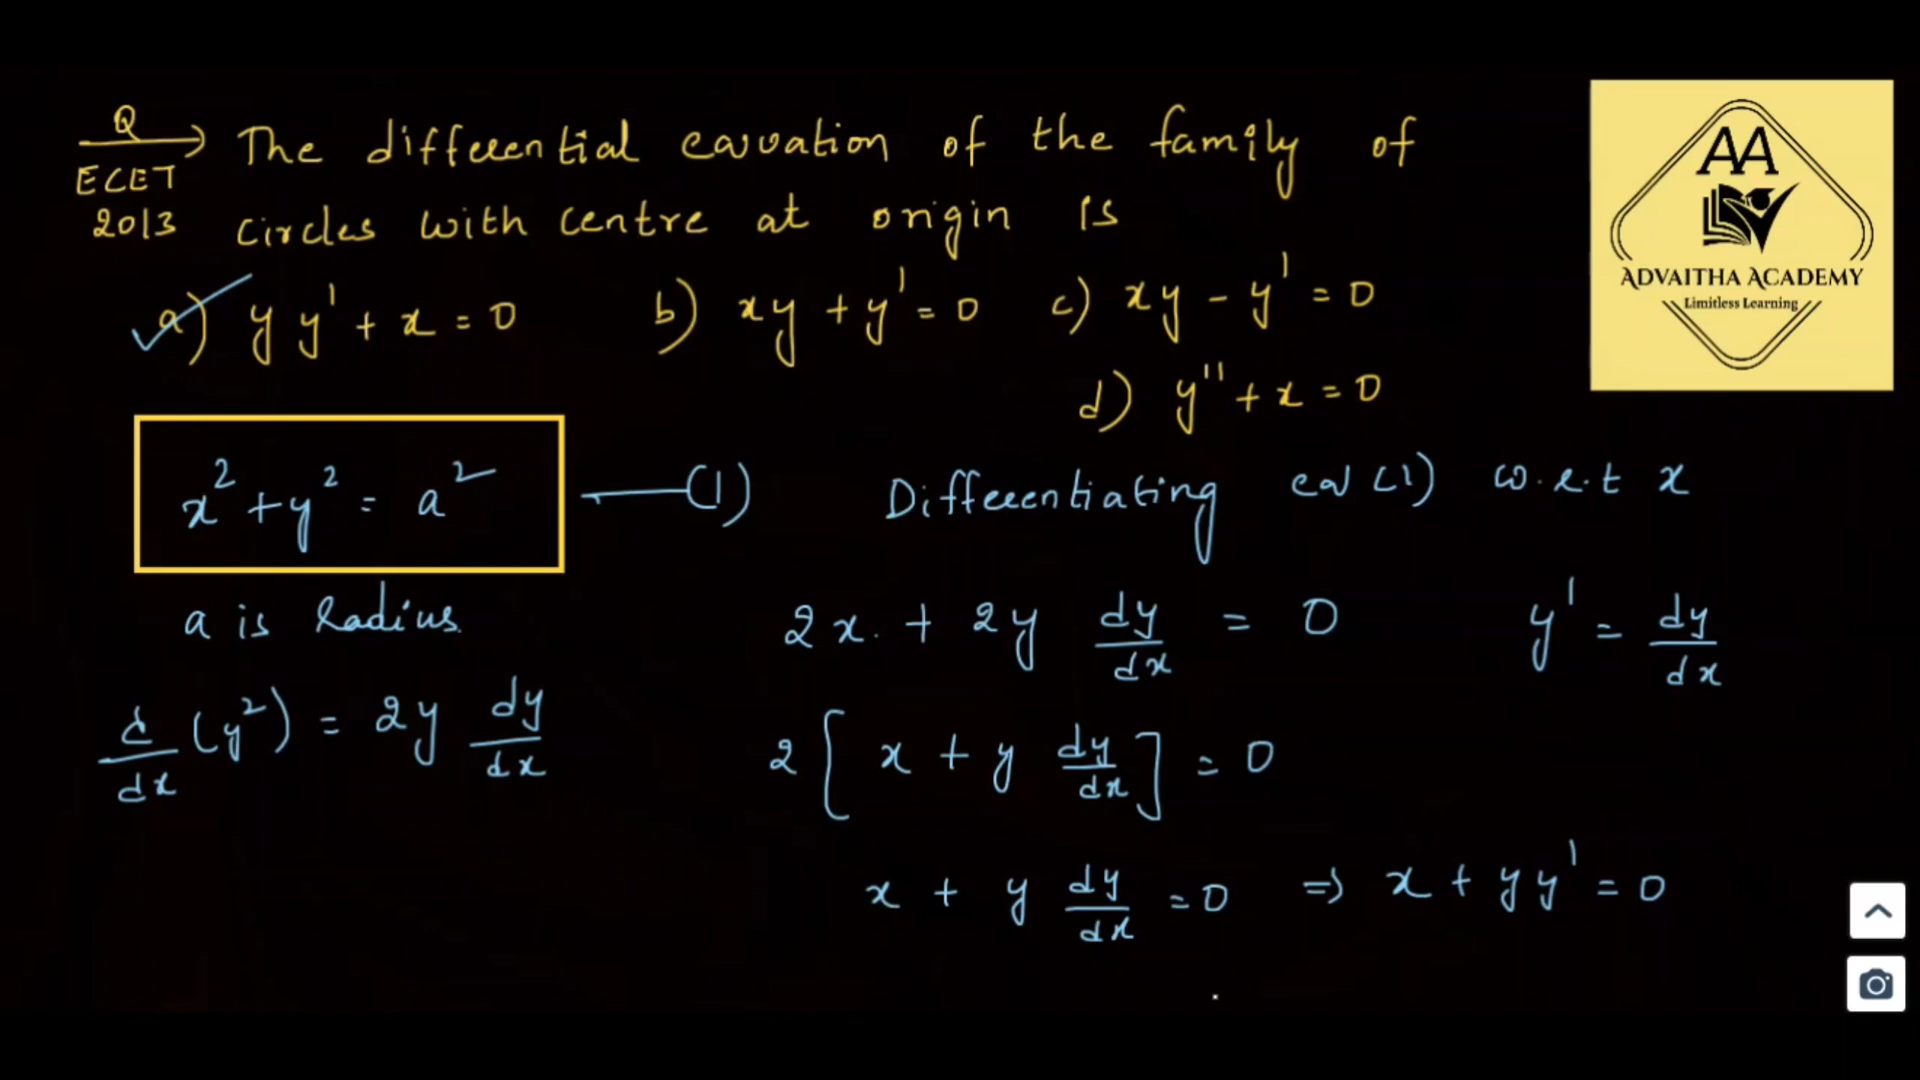 Q
ECET
2013
The differential equation of the family of
circles with centre at origin is
a) yy' + x = 0 b) xy + y' = 0 c) xy - y' = 0
d) y'' + x = 0
AA
ADVAITHA ACADEMY
Limitless Learning
x² + y² = a² —(1) Differentiating eq (1) w.r.t x
a is Radius
2x + 2y dy/dx = 0 y' = dy/dx
d/dx (y²) = 2y dy/dx
2[x + y dy/dx] = 0
x + y dy/dx = 0 ⇒ x + yy' = 0